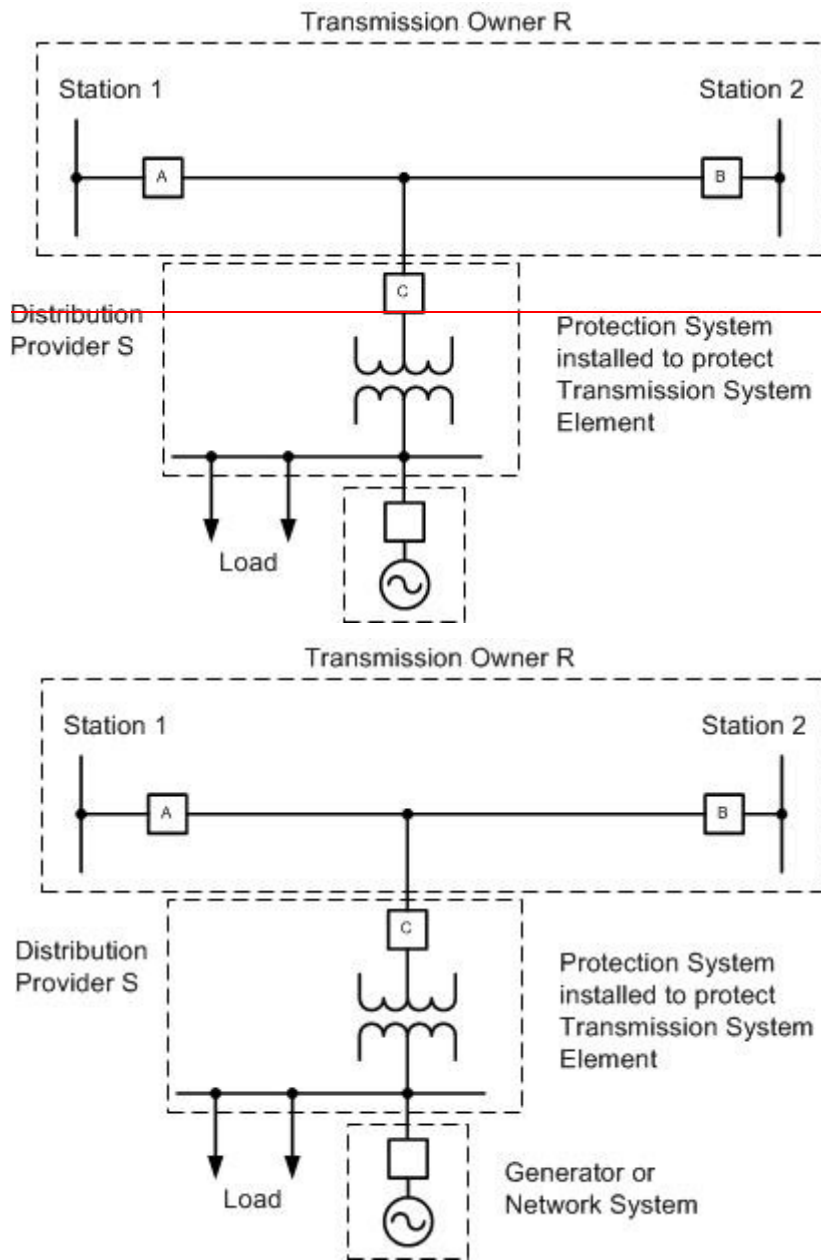 Transmission Owner R
Station 1
Station 2
A
B
C
Distribution
Provider S
Protection System
installed to protect
Transmission System
Element
Load
Transmission Owner R
Station 1
Station 2
A
B
C
Distribution
Provider S
Protection System
installed to protect
Transmission System
Element
Load
Generator or
Network System